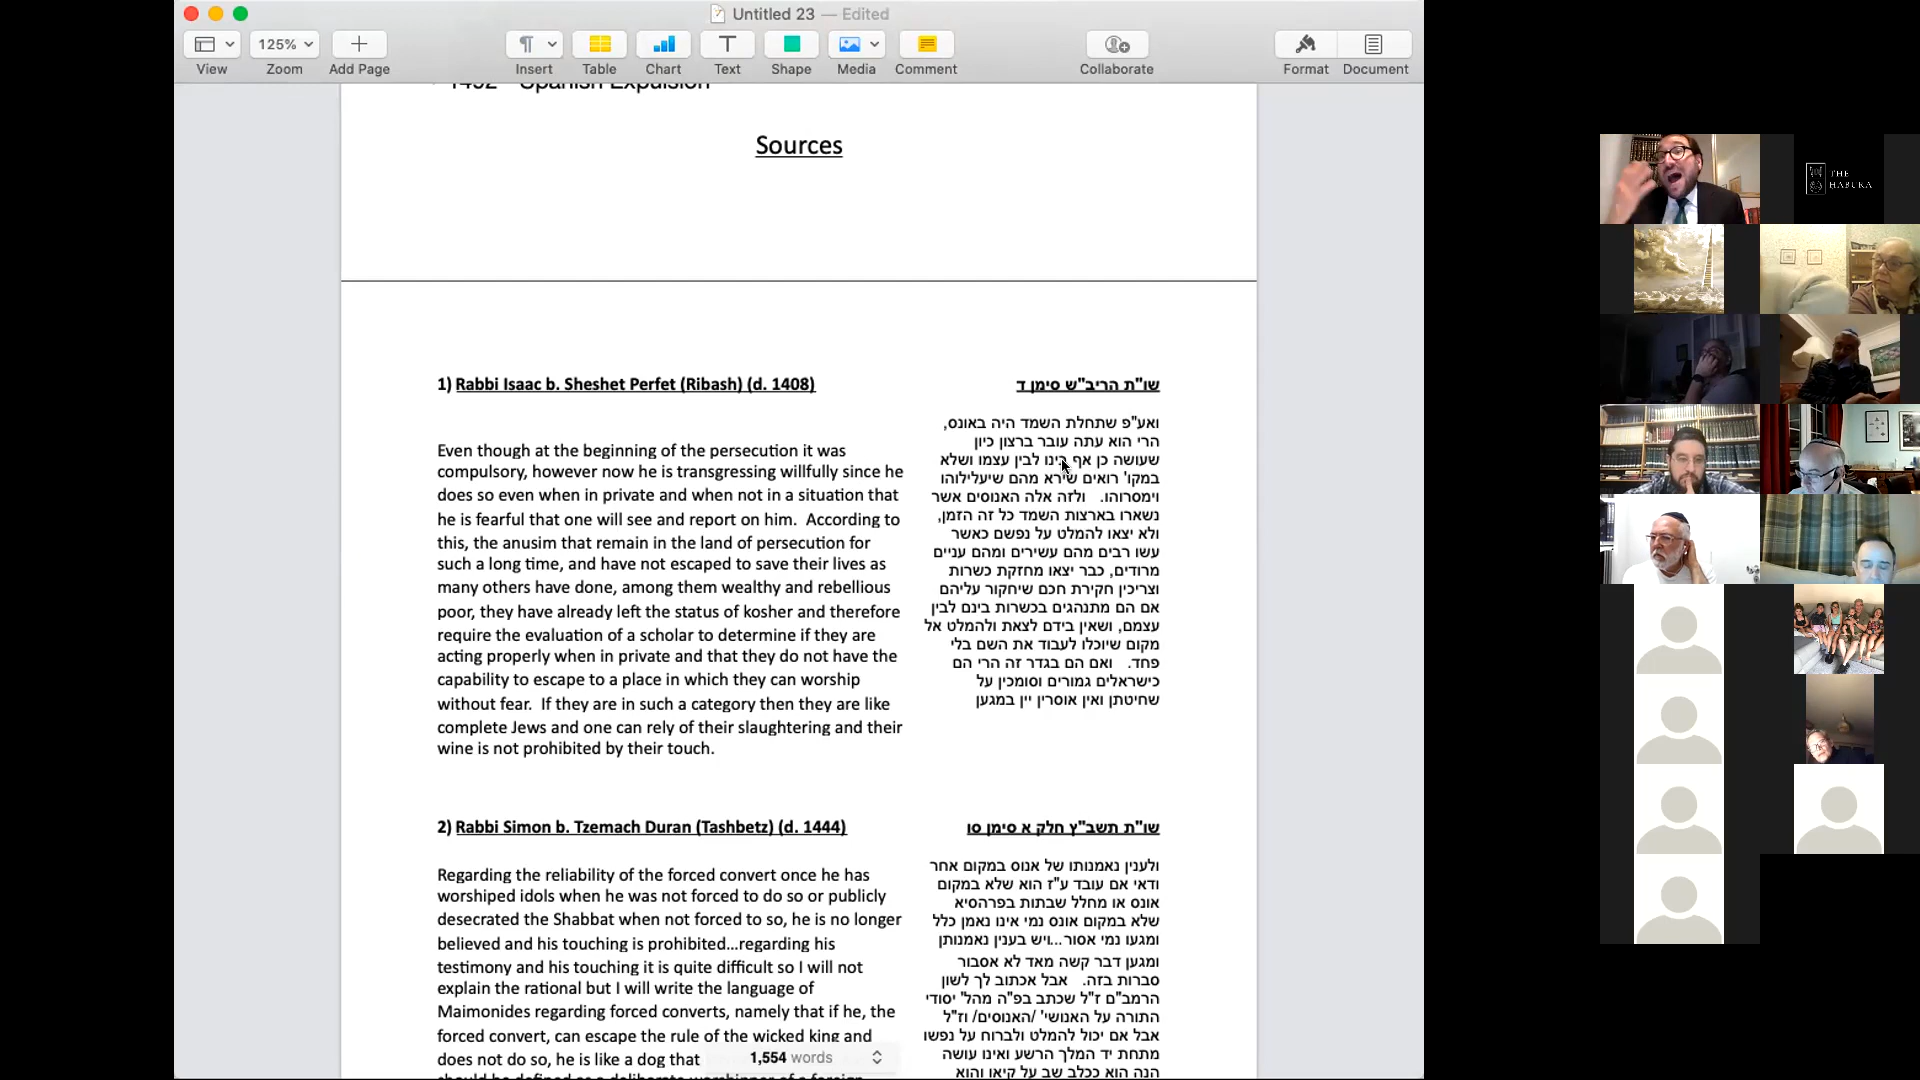 Untitled 23 — Edited
125%
View
Zoom
Add Page
Insert
Table
Chart
Text
Shape
Media
Comment
Collaborate
Format
Document
1492 Spanish Expulsion
Sources
1) Rabbi Isaac b. Sheshet Perfet (Ribash) (d. 1408)
Even though at the beginning of the persecution it was
compulsory, however now he is transgressing willfully since he
does so even when in private and when not in a situation that
he is fearful that one will see and report on him. According to
this, the anusim that remain in the land of persecution for
such a long time, and have not escaped to save their lives as
many others have done, among them wealthy and rebellious
poor, they have already left the status of kosher and therefore
require the evaluation of a scholar to determine if they are
acting properly when in private and that they do not have the
capability to escape to a place in which they can worship
without fear. If they are in such a category then they are like
complete Jews and one can rely of their slaughtering and their
wine is not prohibited by their touch.
שו"ת הריב"ש סימן ד
ואע"פ שתחלת השמד היה באונס,
הרי הוא עתה עובר ברצון כיון
שעושה כן אף בינו לבין עצמו ושלא
במקו' רואים שירא מהם שיעלילוהו
וימסרוהו. ולזה אלה האנוסים אשר
נשארו בארצות השמד כל זה הזמן,
ולא יצאו להמלט על נפשם כאשר
עשו רבים מהם עשירים ומהם עניים
מרודים, כבר יצאו מחזקת כשרות
וצריכין חקירת חכם שיחקור עליהם
אם הם מתנהגים בכשרות בינם לבין
עצמם, ושאין בידם לצאת ולהמלט אל
מקום שיוכלו לעבוד את השם בלי
פחד. ואם הם בגדר זה הרי הם
כישראלים גמורים וסומכין על
שחיטתן ואין אוסרין יין במגען
2) Rabbi Simon b. Tzemach Duran (Tashbetz) (d. 1444)
Regarding the reliability of the forced convert once he has
worshiped idols when he was not forced to do so or publicly
desecrated the Shabbat when not forced to so, he is no longer
believed and his touching is prohibited...regarding his
testimony and his touching it is quite difficult so I will not
explain the rational but I will write the language of
Maimonides regarding forced converts, namely that if he, the
forced convert, can escape the rule of the wicked king and
does not do so, he is like a dog that
should be defined as a deliberate worshipper of a foreign
שו"ת תשב"ץ חלק א סימן סו
ולענין נאמנותו של אנוס במקום אחר
ודאי אם עובד ע"ז הוא שלא במקום
אונס או מחלל שבתות בפרהסיא
שלא במקום אונס נמי אינו נאמן כלל
ומגעו נמי אסור...ויש בענין נאמנותן
ומגען דבר קשה מאד לא אסבור
סברות בזה. אבל אכתוב לך לשון
הרמב"ם ז"ל שכתב בפ"ה מהל' יסודי
התורה על האנושי' /האנוסים/ וז"ל
אבל אם יכול להמלט ולברוח על נפשו
מתחת יד המלך הרשע ואינו עושה
הנה הוא ככלב שב על קיאו והוא
1,554 words
THE
HABURA